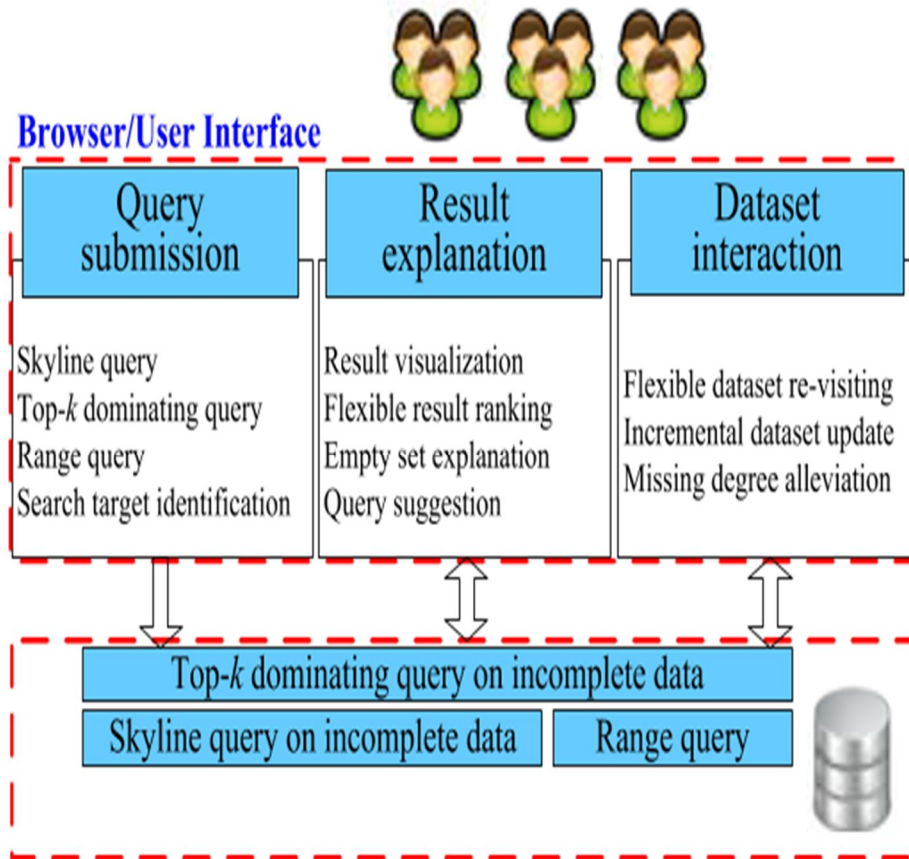 Browser/User Interface
Query
submission
Skyline query
Top-k dominating query
Range query
Search target identification
Result
explanation
Result visualization
Flexible result ranking
Empty set explanation
Query suggestion
Dataset
interaction
Flexible dataset re-visiting
Incremental dataset update
Missing degree alleviation
Top-k dominating query on incomplete data
Skyline query on incomplete data
Range query